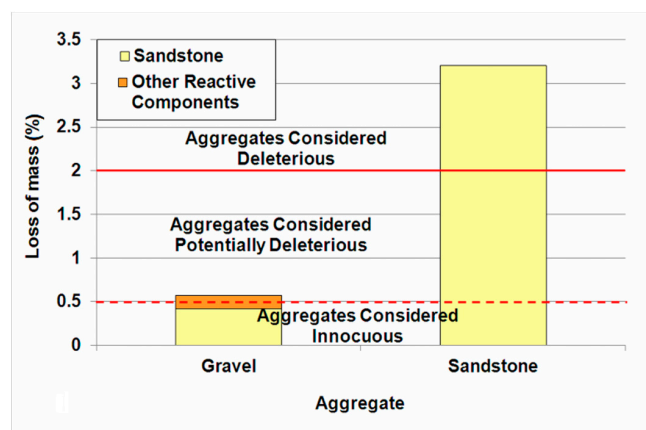 3.5
3
2.5
2
1.5
1
0.5
0
Loss of mass (%)
Sandstone
Other Reactive
Components
Aggregates Considered
Deleterious
Aggregates Considered
Potentially Deleterious
Aggregates Considered
Innocuous
Gravel
Sandstone
Aggregate